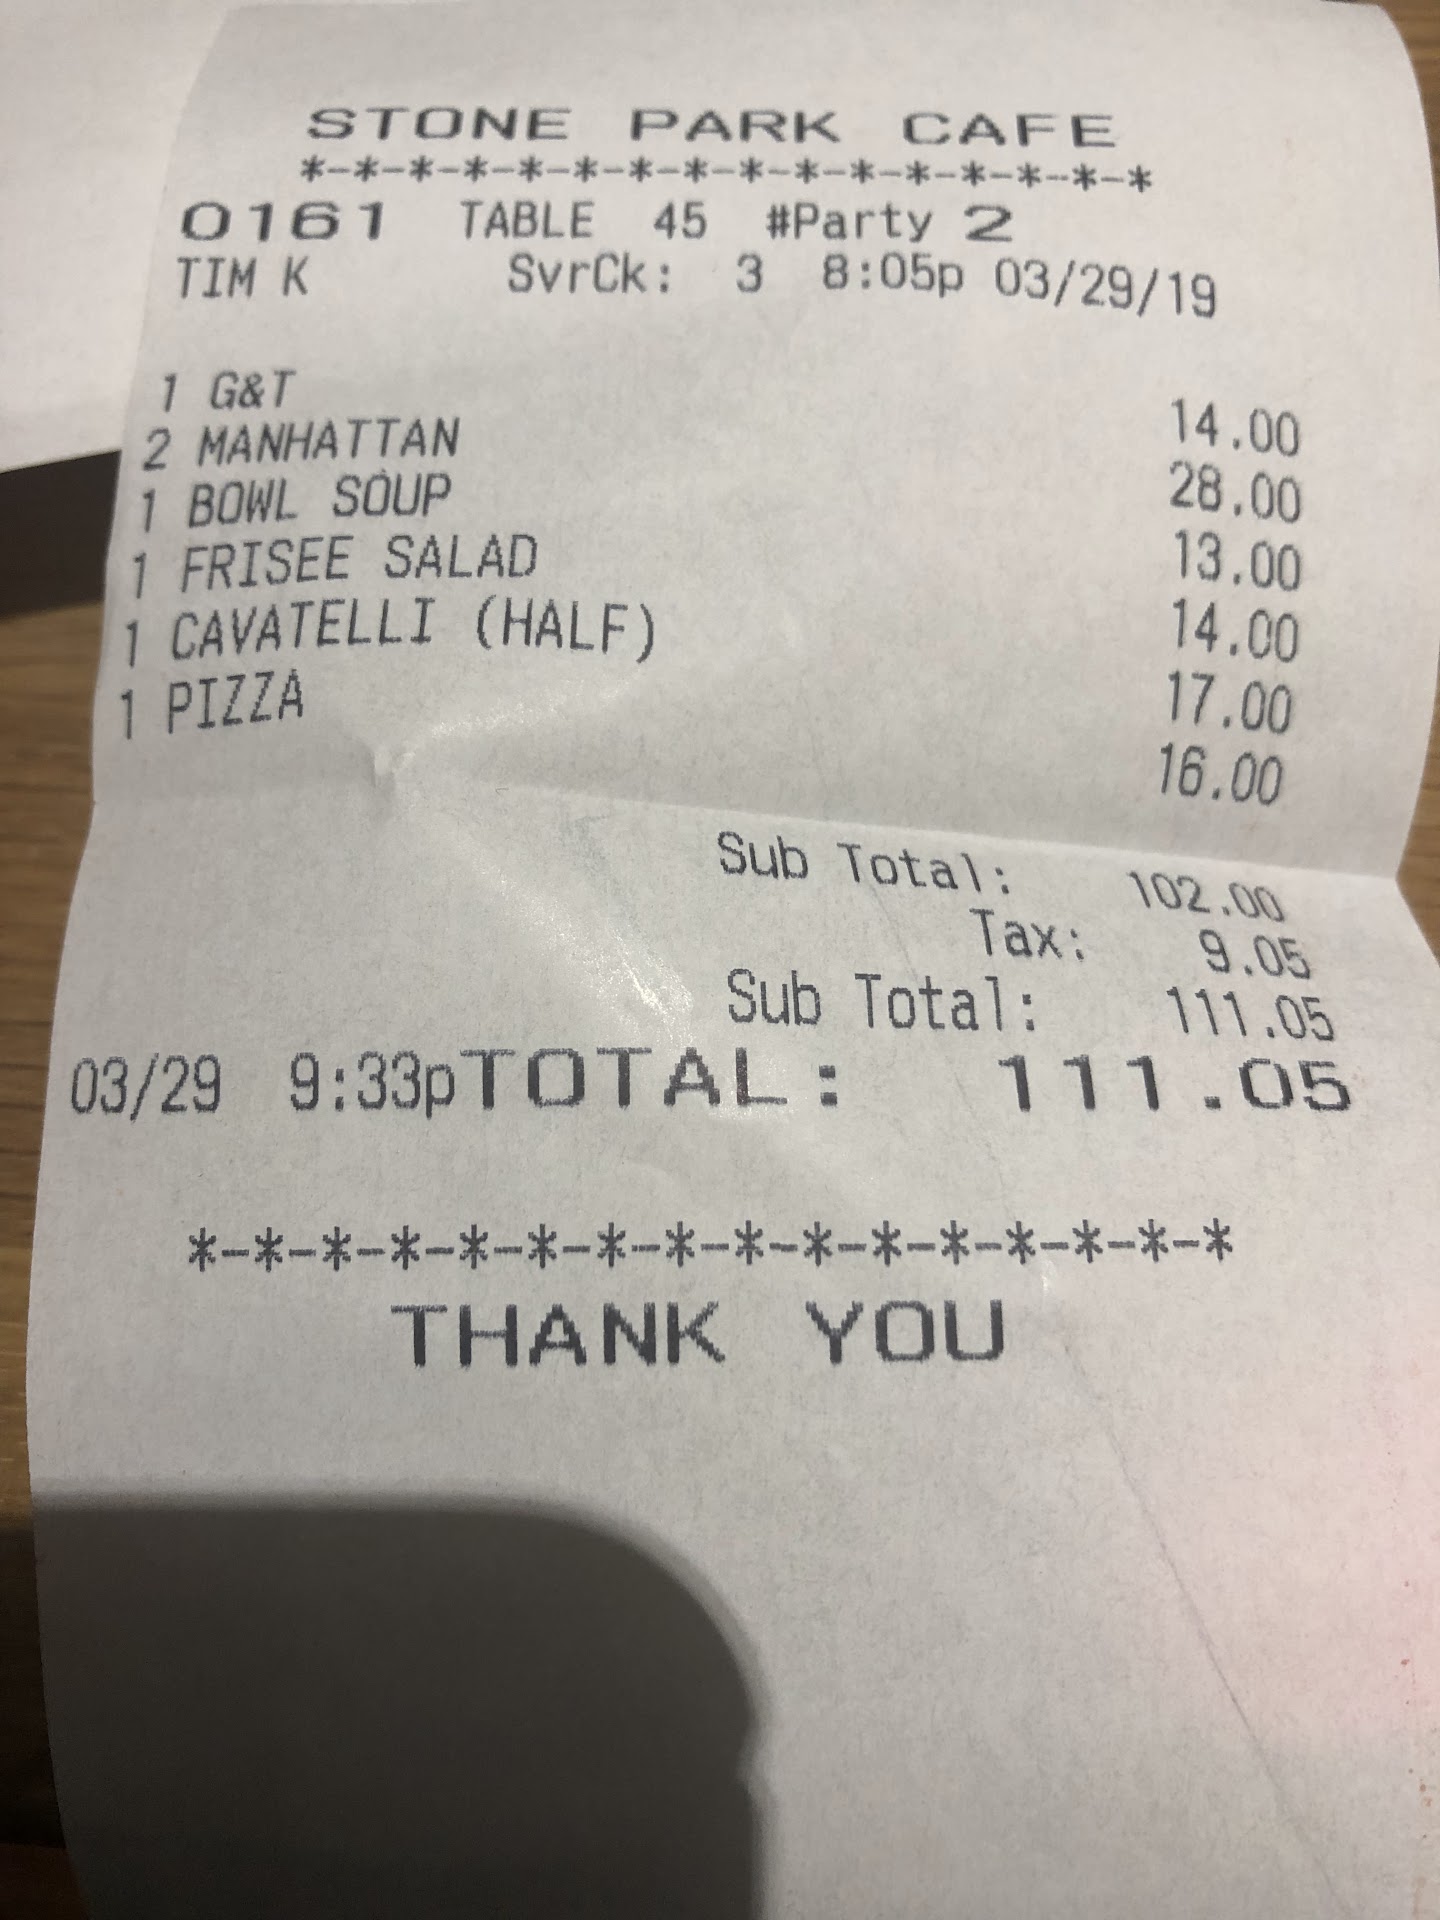 STONE PARK CAFE
*-*-*-*-*-*-*-*-*-*-*-*-*-*-*-*
0161 TABLE 45 #Party 2
TIM K SvrCk: 3 8:05p 03/29/19
1 G&T 14.00
2 MANHATTAN 28.00
1 BOWL SOUP 13.00
1 FRISEE SALAD 14.00
1 CAVATELLI (HALF) 17.00
1 PIZZA 16.00
Sub Total: 102.00
Tax: 9.05
Sub Total: 111.05
03/29 9:33pTOTAL: 111.05
*-*-*-*-*-*-*-*-*-*-*-*-*-*-*-*
THANK YOU